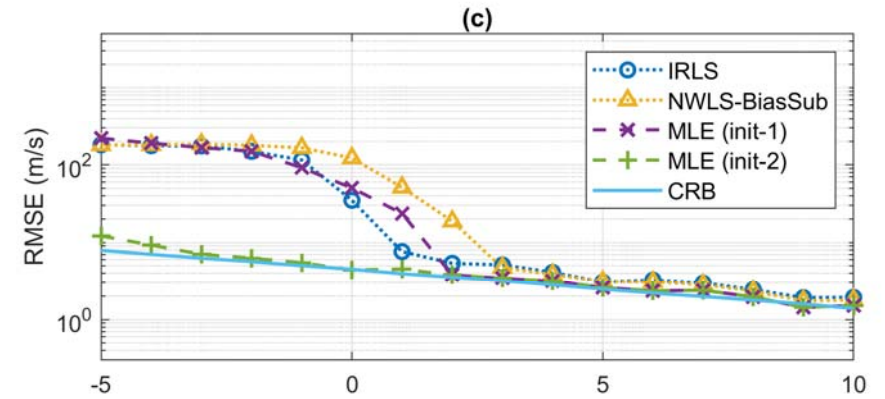 (c)
IRLS
NWLS-BiasSub
MLE (init-1)
MLE (init-2)
CRB
RMSE (m/s)
10²
10⁰
-5 0 5 10